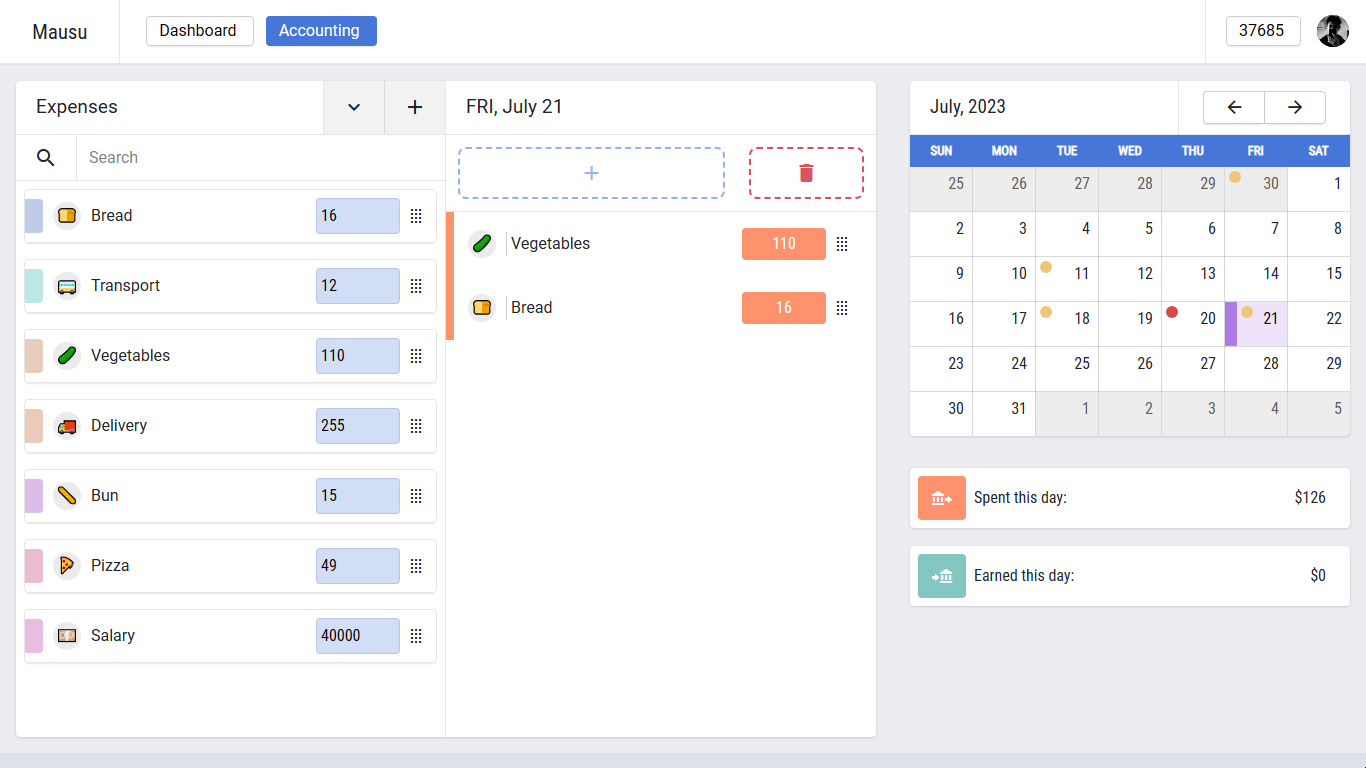 Mausu
Dashboard
Accounting
37685
Expenses
Search
Bread 16
Transport 12
Vegetables 110
Delivery 255
Bun 15
Pizza 49
Salary 40000
FRI, July 21
Vegetables 110
Bread 16
July, 2023
SUN MON TUE WED THU FRI SAT
25 26 27 28 29 30 1
2 3 4 5 6 7 8
9 10 11 12 13 14 15
16 17 18 19 20 21 22
23 24 25 26 27 28 29
30 31 1 2 3 4 5
Spent this day: $126
Earned this day: $0